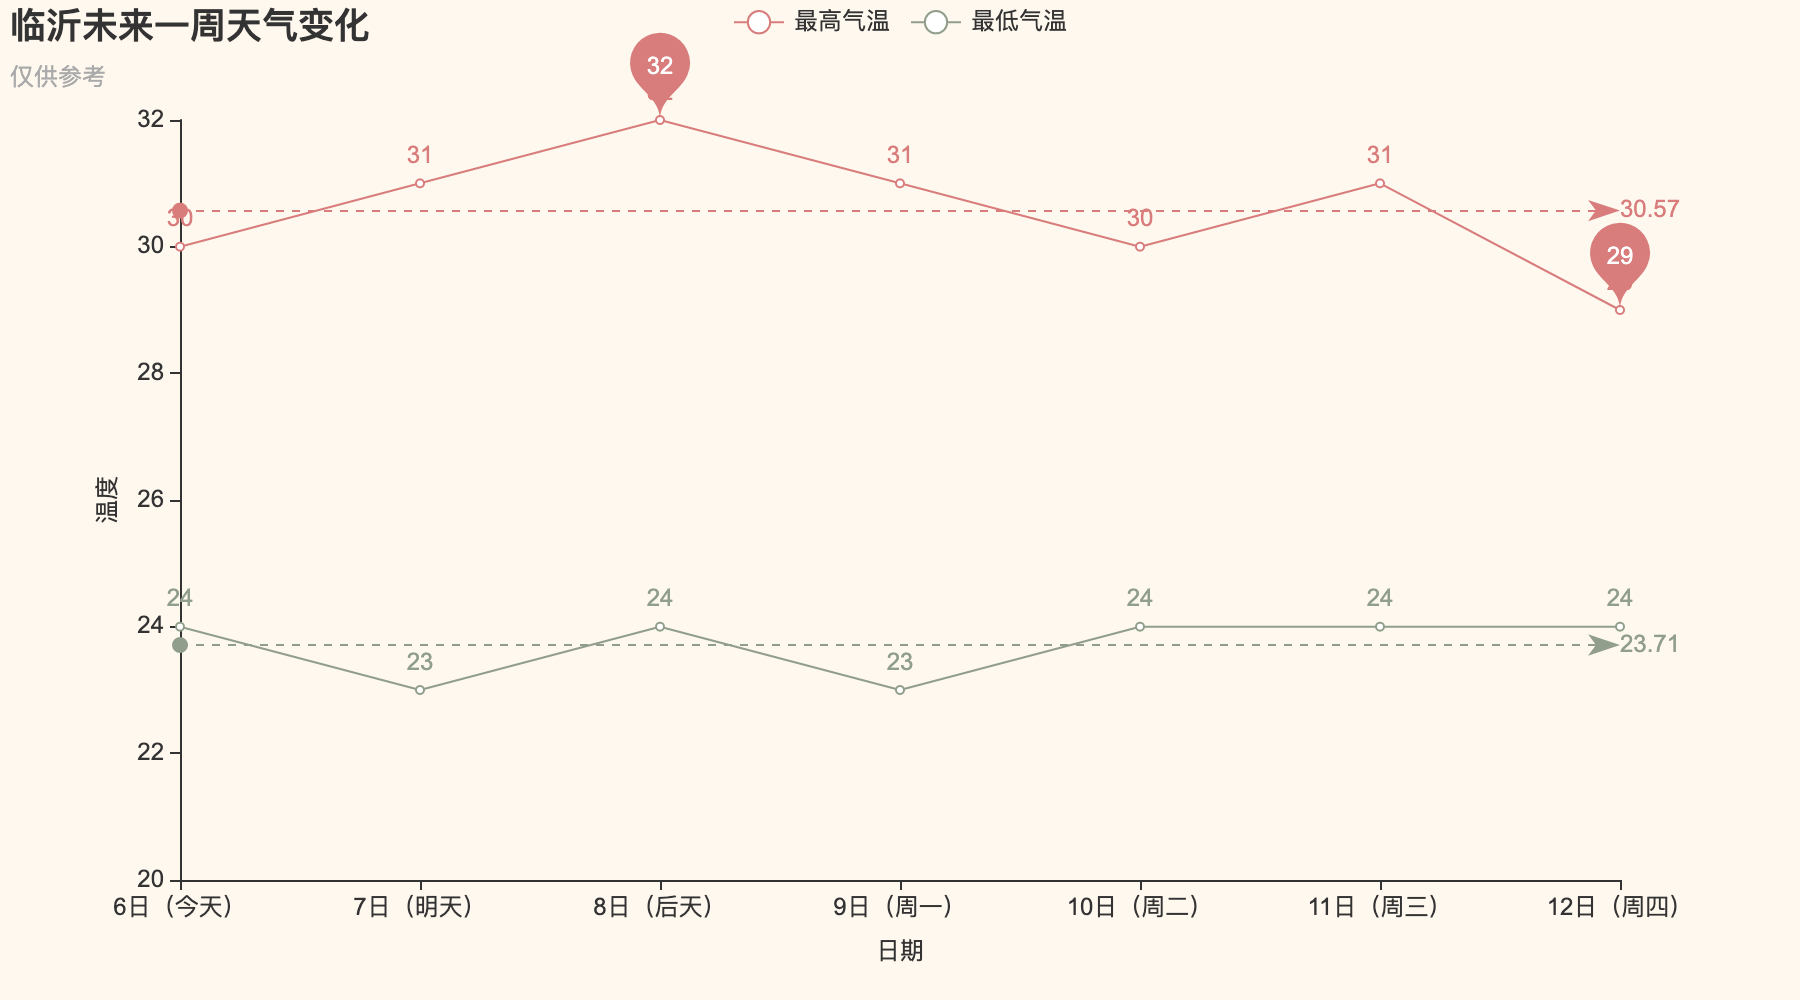 临沂未来一周天气变化
仅供参考
最高气温 最低气温
32
32
31 31 31
30.57
30 30
30
29
28
温度
26
24 24 24 24 24
24
23.71
23 23
22
20
6日（今天） 7日（明天） 8日（后天） 9日（周一） 10日（周二） 11日（周三） 12日（周四）
日期